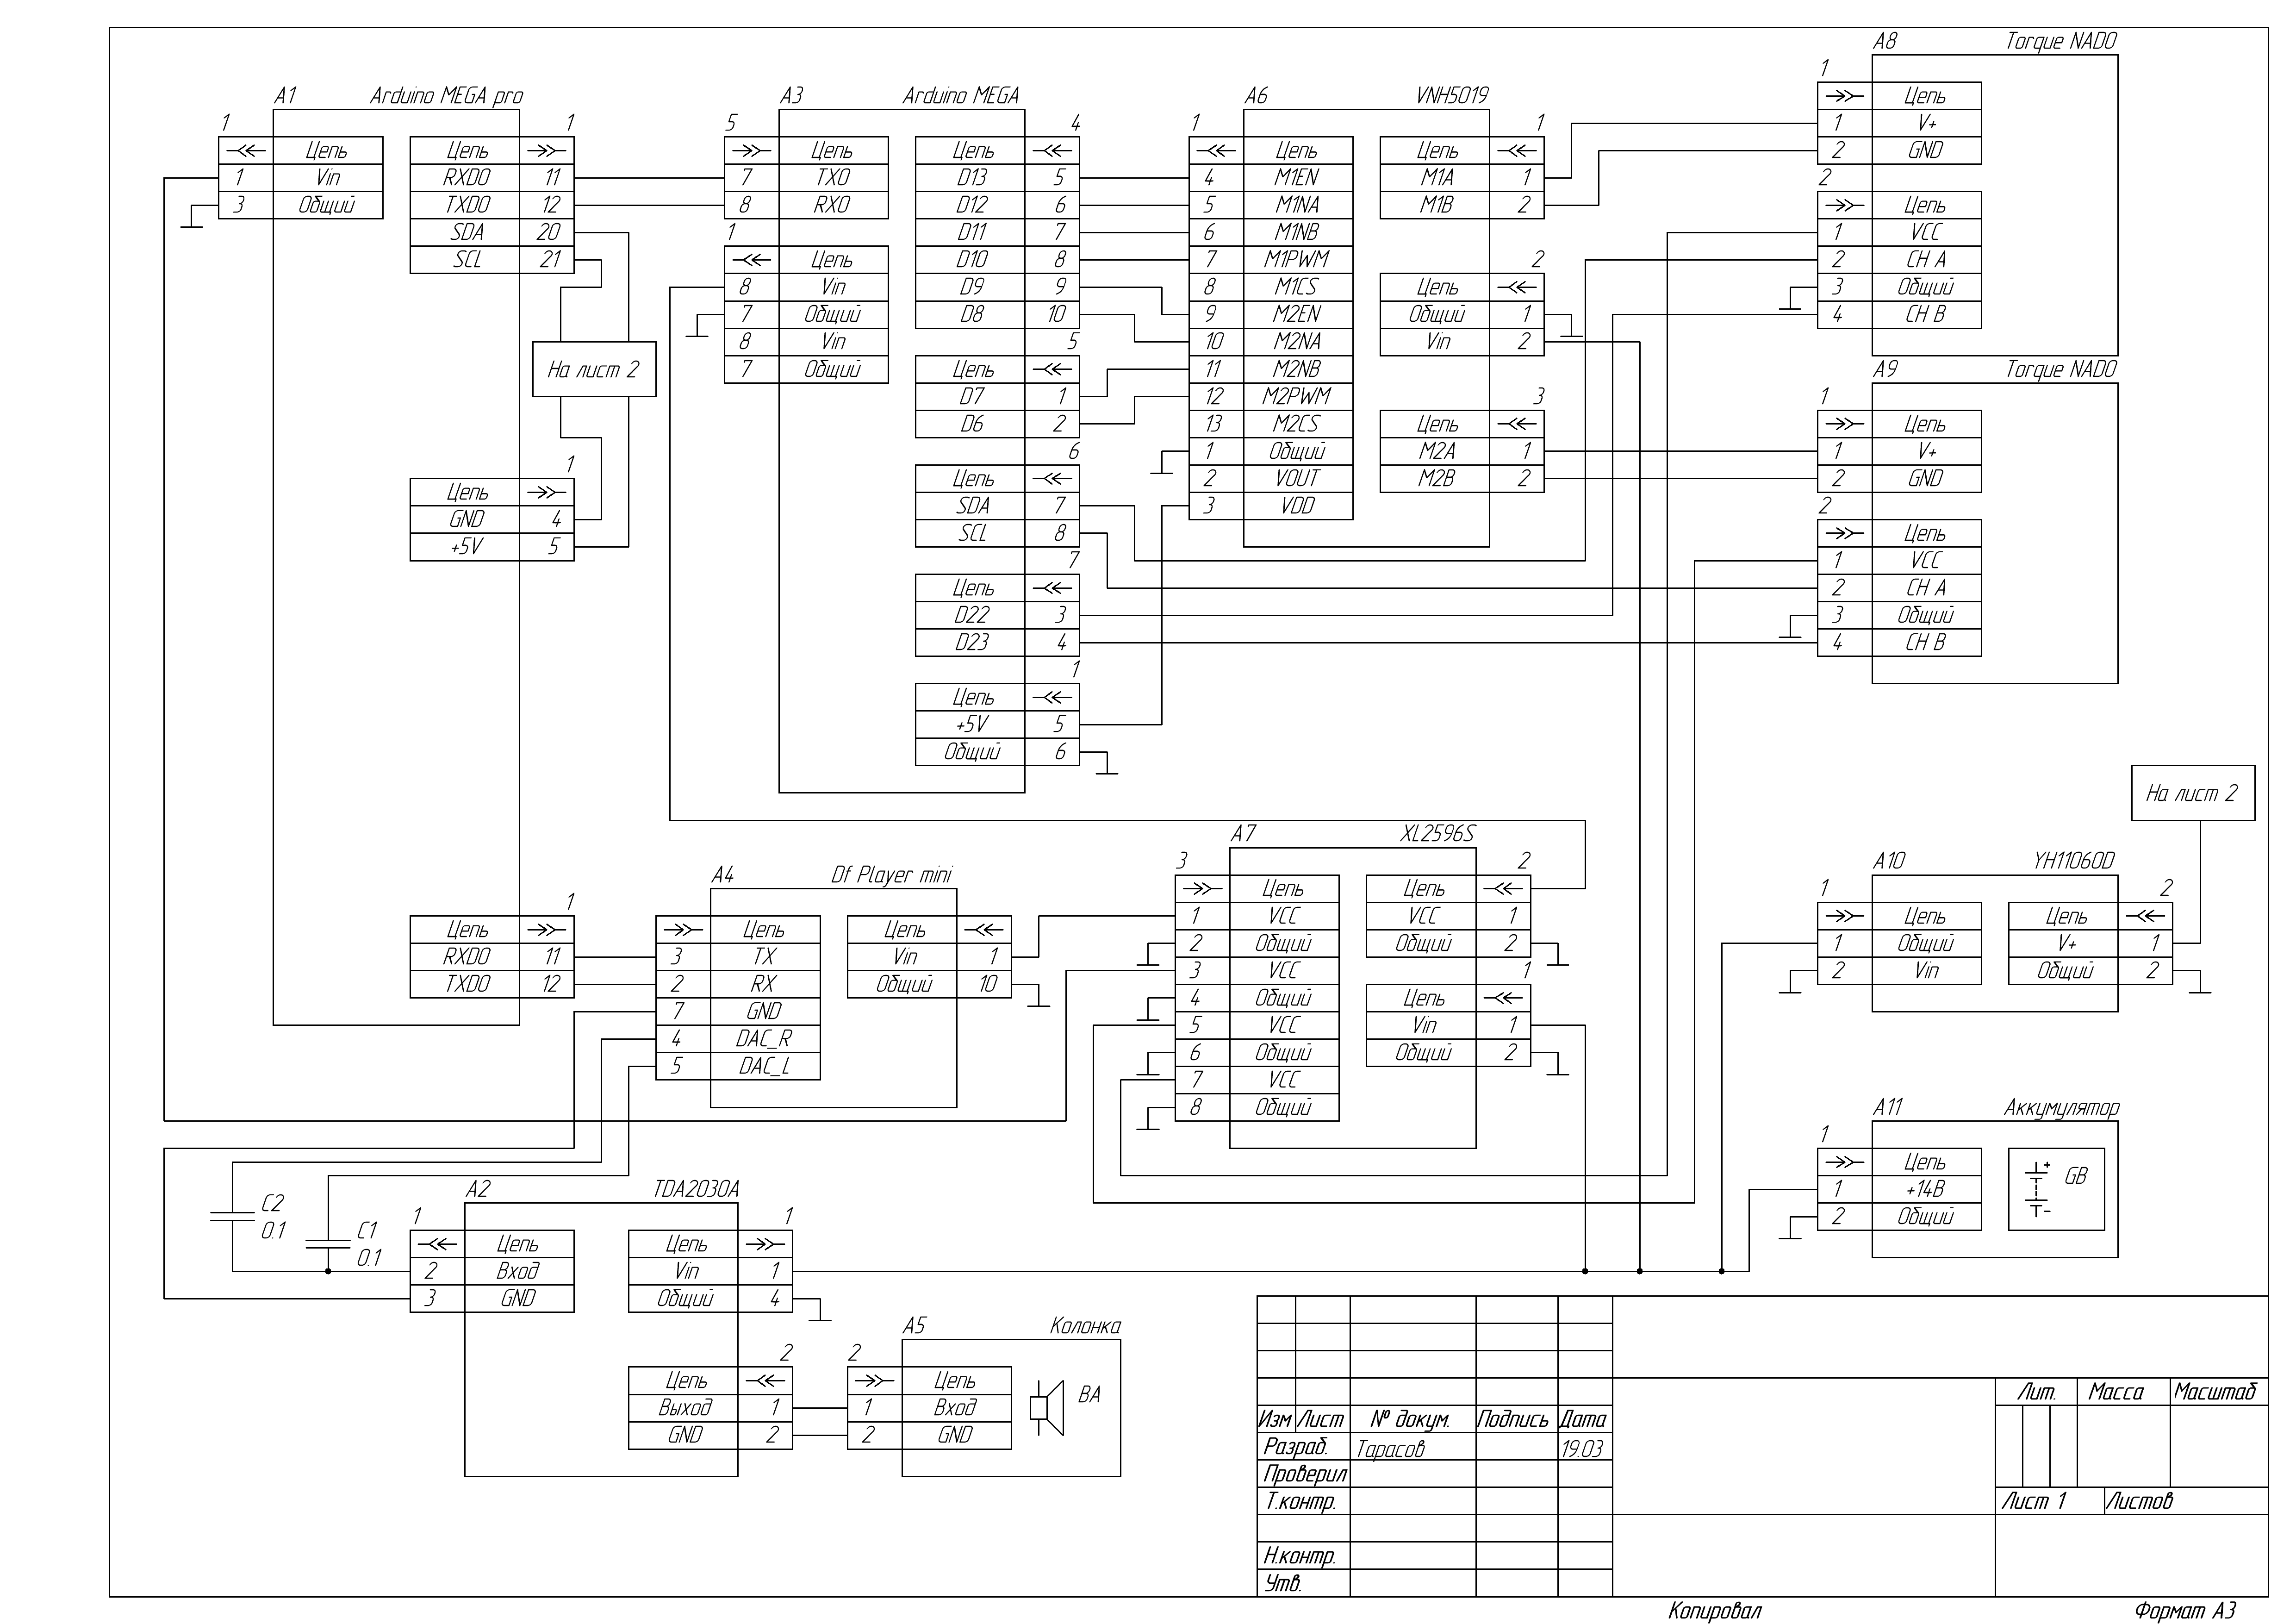 A1 Arduino MEGA pro
1
Цепь
1 Vin
3 Общий
1
Цепь
RXD0 11
TXD0 12
SDA 20
SCL 21
На лист 2
1
Цепь
GND 4
+5V 5
1
Цепь
RXD0 11
TXD0 12
A3 Arduino MEGA
5
Цепь
7 TX0
8 RX0
1
Цепь
8 Vin
7 Общий
8 Vin
7 Общий
4
Цепь
D13 5
D12 6
D11 7
D10 8
D9 9
D8 10
5
Цепь
D7 1
D6 2
6
Цепь
SDA 7
SCL 8
7
Цепь
D22 3
D23 4
1
Цепь
+5V 5
Общий 6
A6 VNH5019
1
Цепь
4 M1EN
5 M1NA
6 M1NB
7 M1PWM
8 M1CS
9 M2EN
10 M2NA
11 M2NB
12 M2PWM
13 M2CS
1 Общий
2 VOUT
3 VDD
1
Цепь
M1A 1
M1B 2
2
Цепь
Общий 1
Vin 2
3
Цепь
M2A 1
M2B 2
A8 Torque NADO
1
Цепь
1 V+
2 GND
2
Цепь
1 VCC
2 CH A
3 Общий
4 CH B
A9 Torque NADO
1
Цепь
1 V+
2 GND
2
Цепь
1 VCC
2 CH A
3 Общий
4 CH B
A4 Df Player mini
Цепь
3 TX
2 RX
7 GND
4 DAC_R
5 DAC_L
Цепь
Vin 1
Общий 10
A7 XL2596S
3
Цепь
1 VCC
2 Общий
3 VCC
4 Общий
5 VCC
6 Общий
7 VCC
8 Общий
2
Цепь
VCC 1
Общий 2
1
Цепь
Vin 1
Общий 2
На лист 2
A10 YH11060D
1
Цепь
1 Общий
2 Vin
2
Цепь
V+ 1
Общий 2
A11 Аккумулятор
1
Цепь
1 +14В
2 Общий
GB
C2
0.1
C1
0.1
A2 TDA2030A
1
Цепь
2 Вход
3 GND
1
Цепь
Vin 1
Общий 4
2
Цепь
Выход 1
GND 2
A5 Колонка
2
Цепь
1 Вход
2 GND
BA
Лит. Масса Масштаб
Изм Лист № докум. Подпись Дата
Разраб. Тарасов 19.03
Проверил
Т.контр.
Лист 1 Листов
Н.контр.
Утв.
Копировал Формат А3